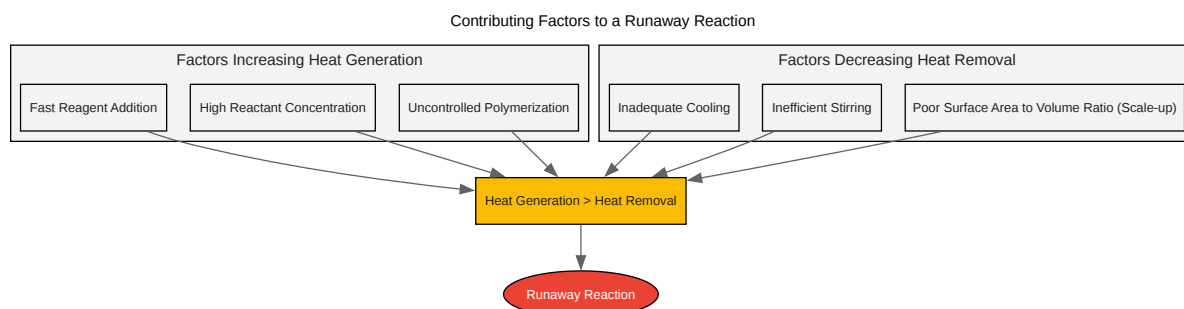 Contributing Factors to a Runaway Reaction
Factors Increasing Heat Generation
Factors Decreasing Heat Removal
Fast Reagent Addition
High Reactant Concentration
Uncontrolled Polymerization
Inadequate Cooling
Inefficient Stirring
Poor Surface Area to Volume Ratio (Scale-up)
Heat Generation > Heat Removal
Runaway Reaction